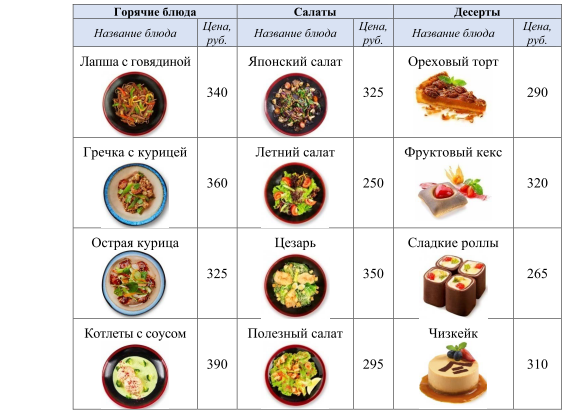 Горячие блюда Салаты Десерты
Название блюда Цена, руб. Название блюда Цена, руб. Название блюда Цена, руб.
Лапша с говядиной 340 Японский салат 325 Ореховый торт 290
Гречка с курицей 360 Летний салат 250 Фруктовый кекс 320
Острая курица 325 Цезарь 350 Сладкие роллы 265
Котлеты с соусом 390 Полезный салат 295 Чизкейк 310